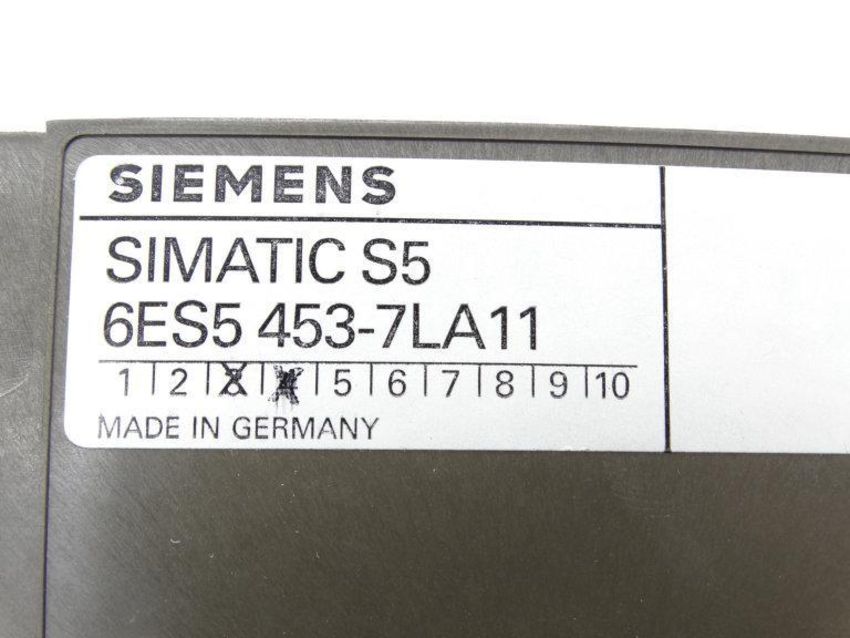 SIEMENS
SIMATIC S5
6ES5 453-7LA11
1 2 3 4 5 6 7 8 9 10
MADE IN GERMANY